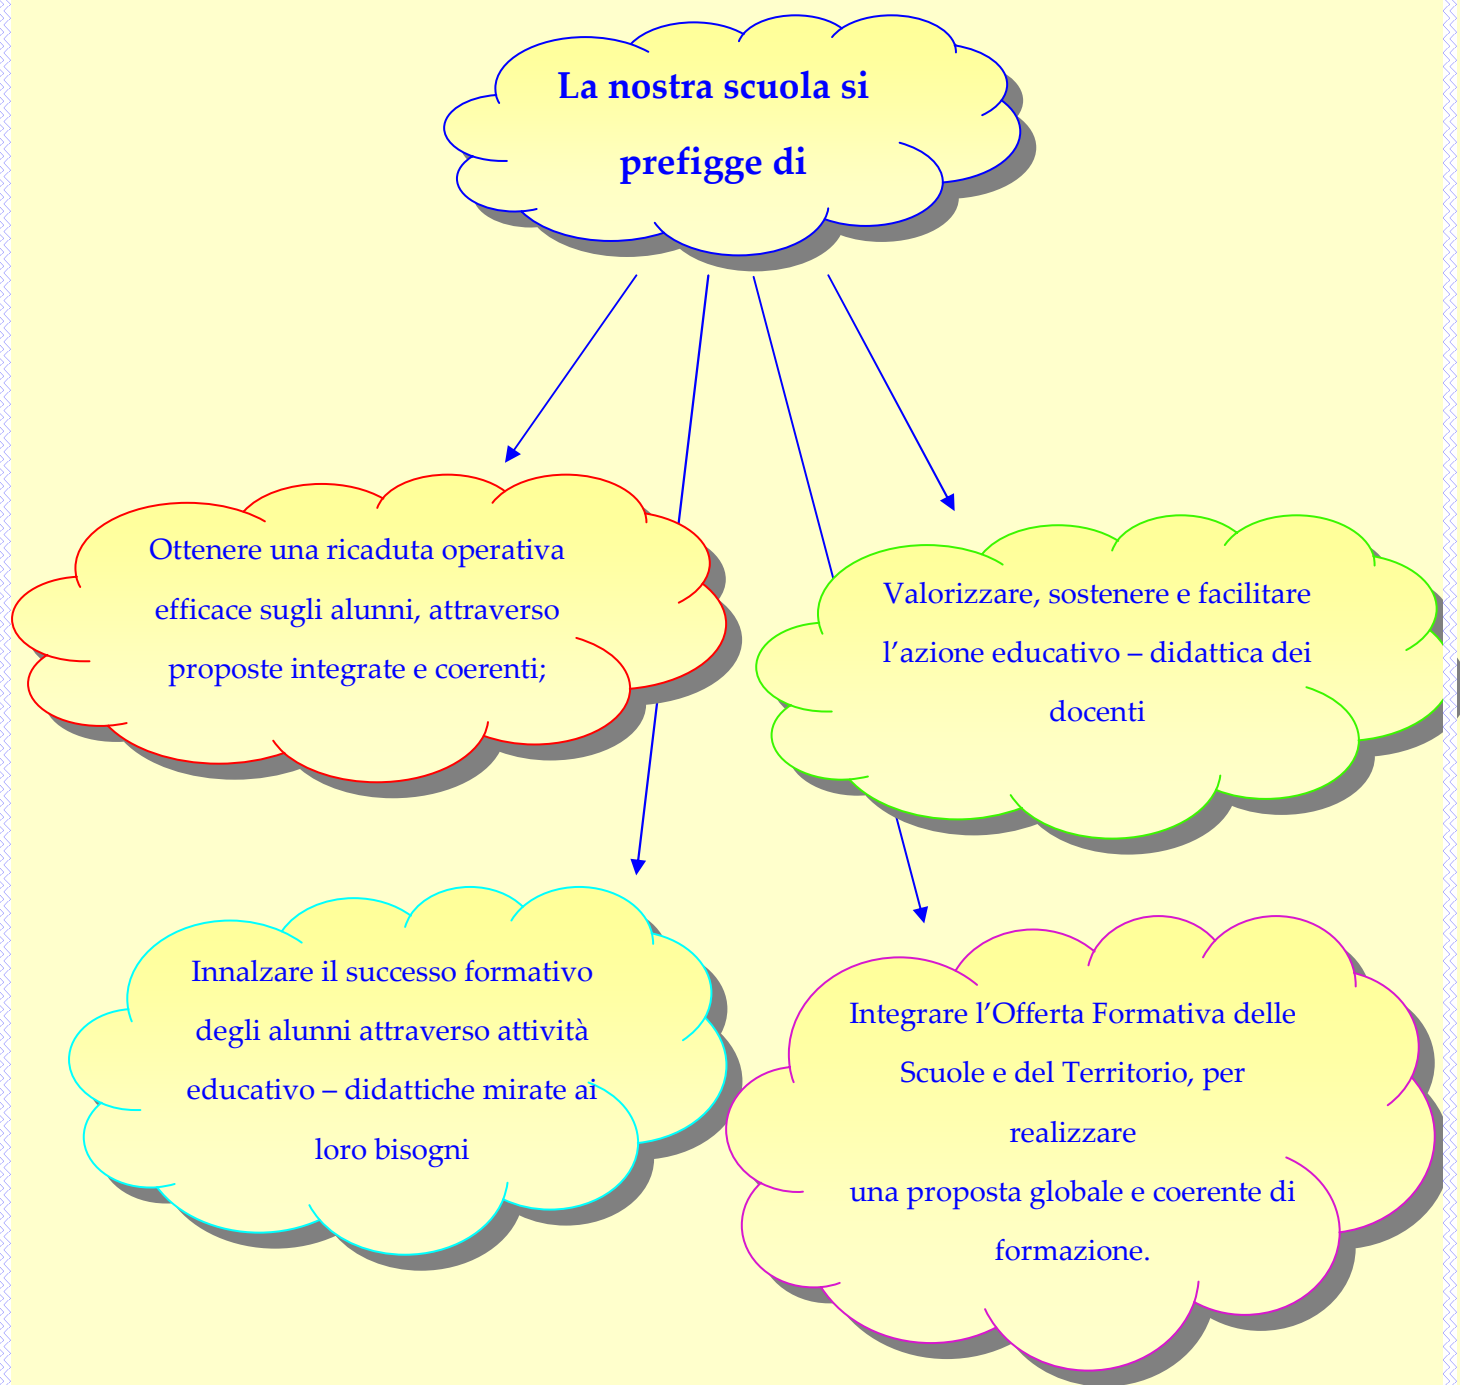 La nostra scuola si
prefigge di
Ottenere una ricaduta operativa
efficace sugli alunni, attraverso
proposte integrate e coerenti;
Valorizzare, sostenere e facilitare
l’azione educativo – didattica dei
docenti
Innalzare il successo formativo
degli alunni attraverso attività
educativo – didattiche mirate ai
loro bisogni
Integrare l’Offerta Formativa delle
Scuole e del Territorio, per
realizzare
una proposta globale e coerente di
formazione.